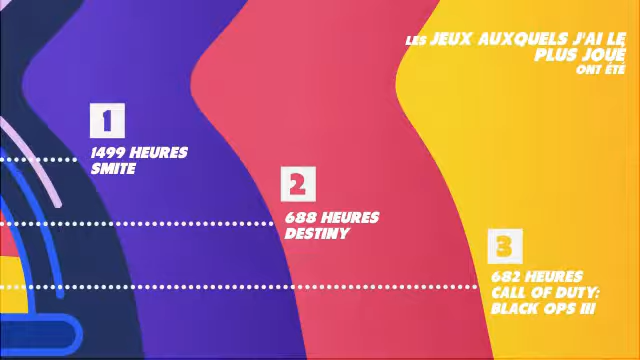 LES JEUX AUXQUELS J'AI LE
PLUS JOUÉ
ONT ÉTÉ
1
1499 HEURES
SMITE
2
688 HEURES
DESTINY
3
682 HEURES
CALL OF DUTY:
BLACK OPS III